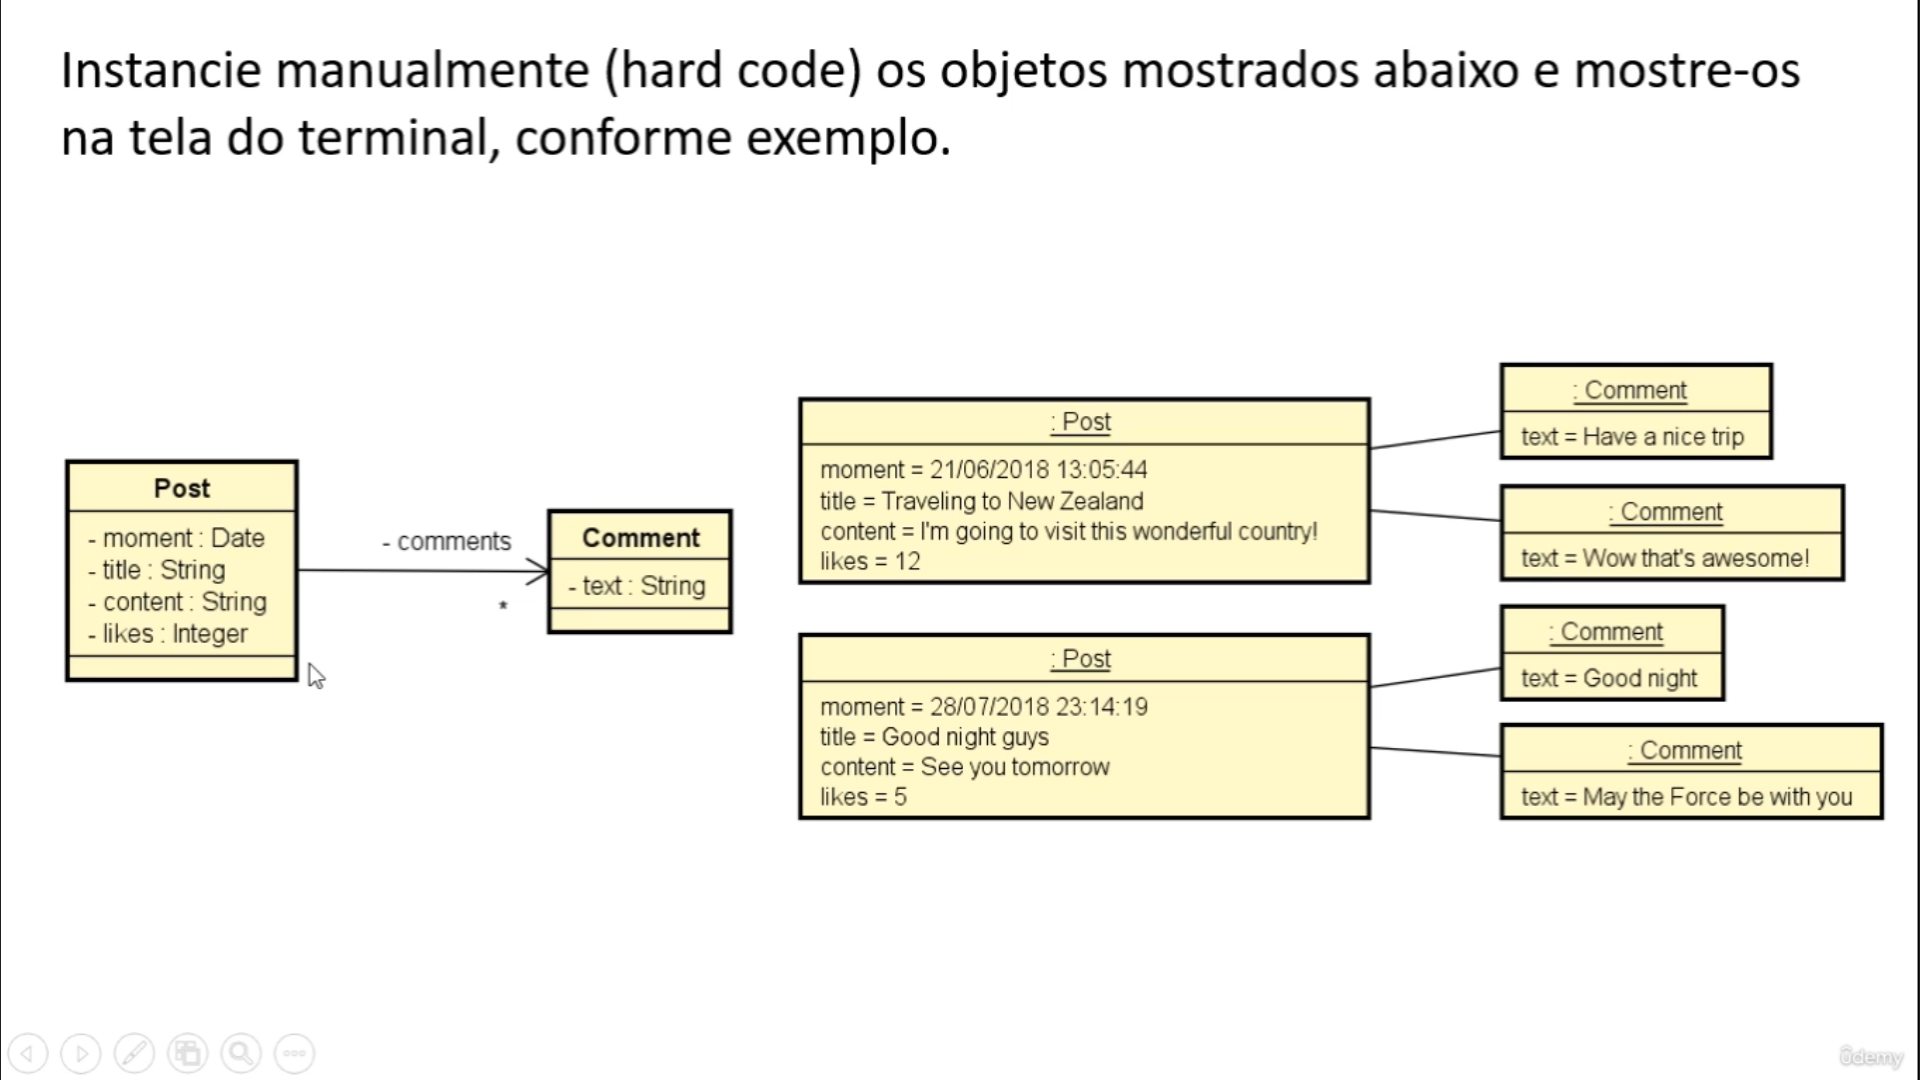 Instancie manualmente (hard code) os objetos mostrados abaixo e mostre-os
na tela do terminal, conforme exemplo.
Post
- moment : Date
- title : String
- content : String
- likes : Integer
- comments
*
Comment
- text : String
: Post
moment = 21/06/2018 13:05:44
title = Traveling to New Zealand
content = I'm going to visit this wonderful country!
likes = 12
: Comment
text = Have a nice trip
: Comment
text = Wow that's awesome!
: Post
moment = 28/07/2018 23:14:19
title = Good night guys
content = See you tomorrow
likes = 5
: Comment
text = Good night
: Comment
text = May the Force be with you
ûdemy